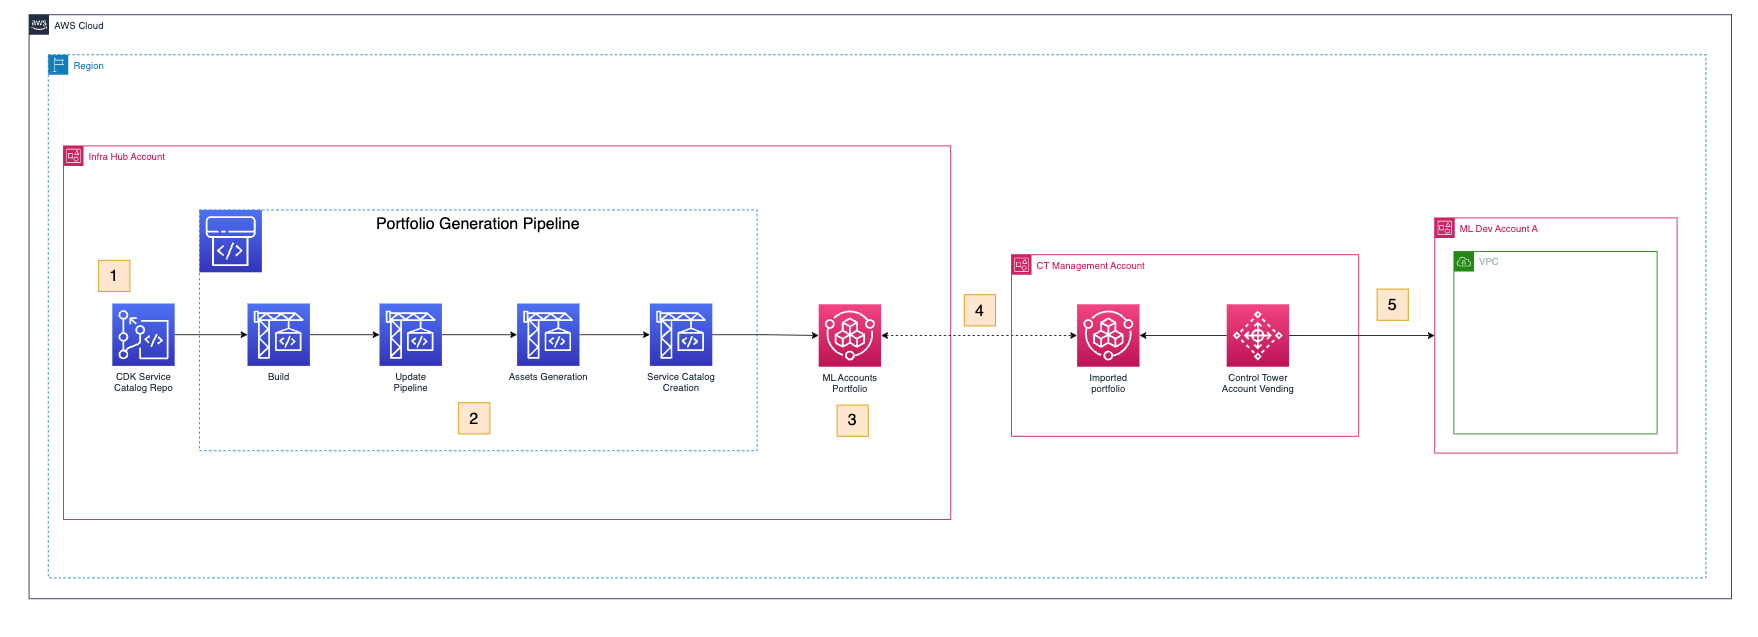 aws
AWS Cloud
Region
Infra Hub Account
Portfolio Generation Pipeline
1
CDK Service
Catalog Repo
Build
Update
Pipeline
Assets Generation
Service Catalog
Creation
2
ML Accounts
Portfolio
3
4
CT Management Account
Imported
portfolio
Control Tower
Account Vending
5
ML Dev Account A
VPC